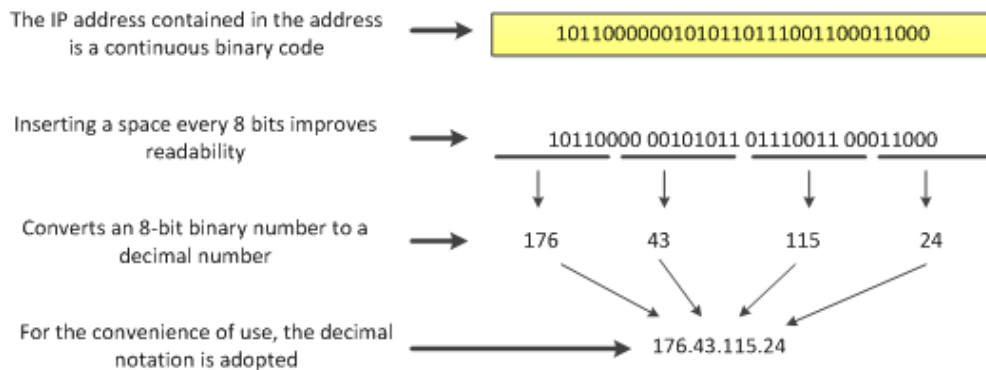 The IP address contained in the address
is a continuous binary code
10110000001010110111001100011000
Inserting a space every 8 bits improves
readability
10110000 00101011 01110011 00011000
Converts an 8-bit binary number to a
decimal number
176 43 115 24
For the convenience of use, the decimal
notation is adopted
176.43.115.24